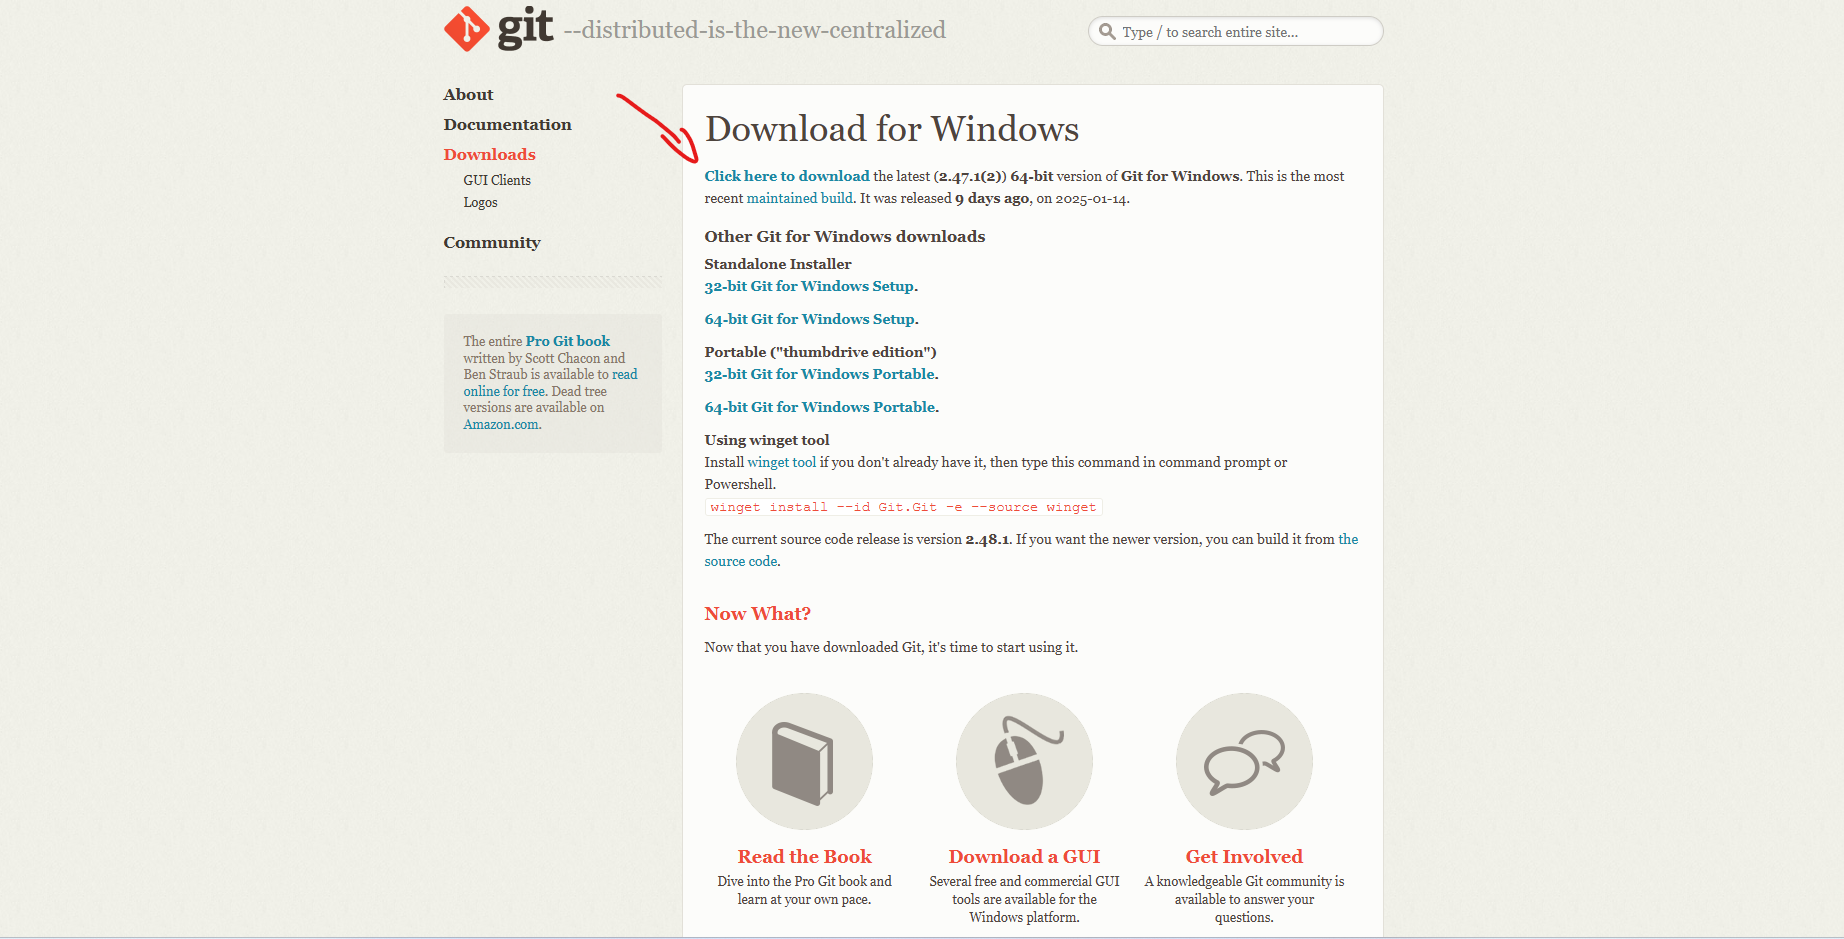 git --distributed-is-the-new-centralized
Type / to search entire site...
About
Documentation
Downloads
GUI Clients
Logos
Community
The entire Pro Git book
written by Scott Chacon and
Ben Straub is available to read
online for free. Dead tree
versions are available on
Amazon.com.
Download for Windows
Click here to download the latest (2.47.1(2)) 64-bit version of Git for Windows. This is the most
recent maintained build. It was released 9 days ago, on 2025-01-14.
Other Git for Windows downloads
Standalone Installer
32-bit Git for Windows Setup.
64-bit Git for Windows Setup.
Portable ("thumbdrive edition")
32-bit Git for Windows Portable.
64-bit Git for Windows Portable.
Using winget tool
Install winget tool if you don't already have it, then type this command in command prompt or
Powershell.
winget install --id Git.Git -e --source winget
The current source code release is version 2.48.1. If you want the newer version, you can build it from the
source code.
Now What?
Now that you have downloaded Git, it's time to start using it.
Read the Book
Dive into the Pro Git book and
learn at your own pace.
Download a GUI
Several free and commercial GUI
tools are available for the
Windows platform.
Get Involved
A knowledgeable Git community is
available to answer your
questions.